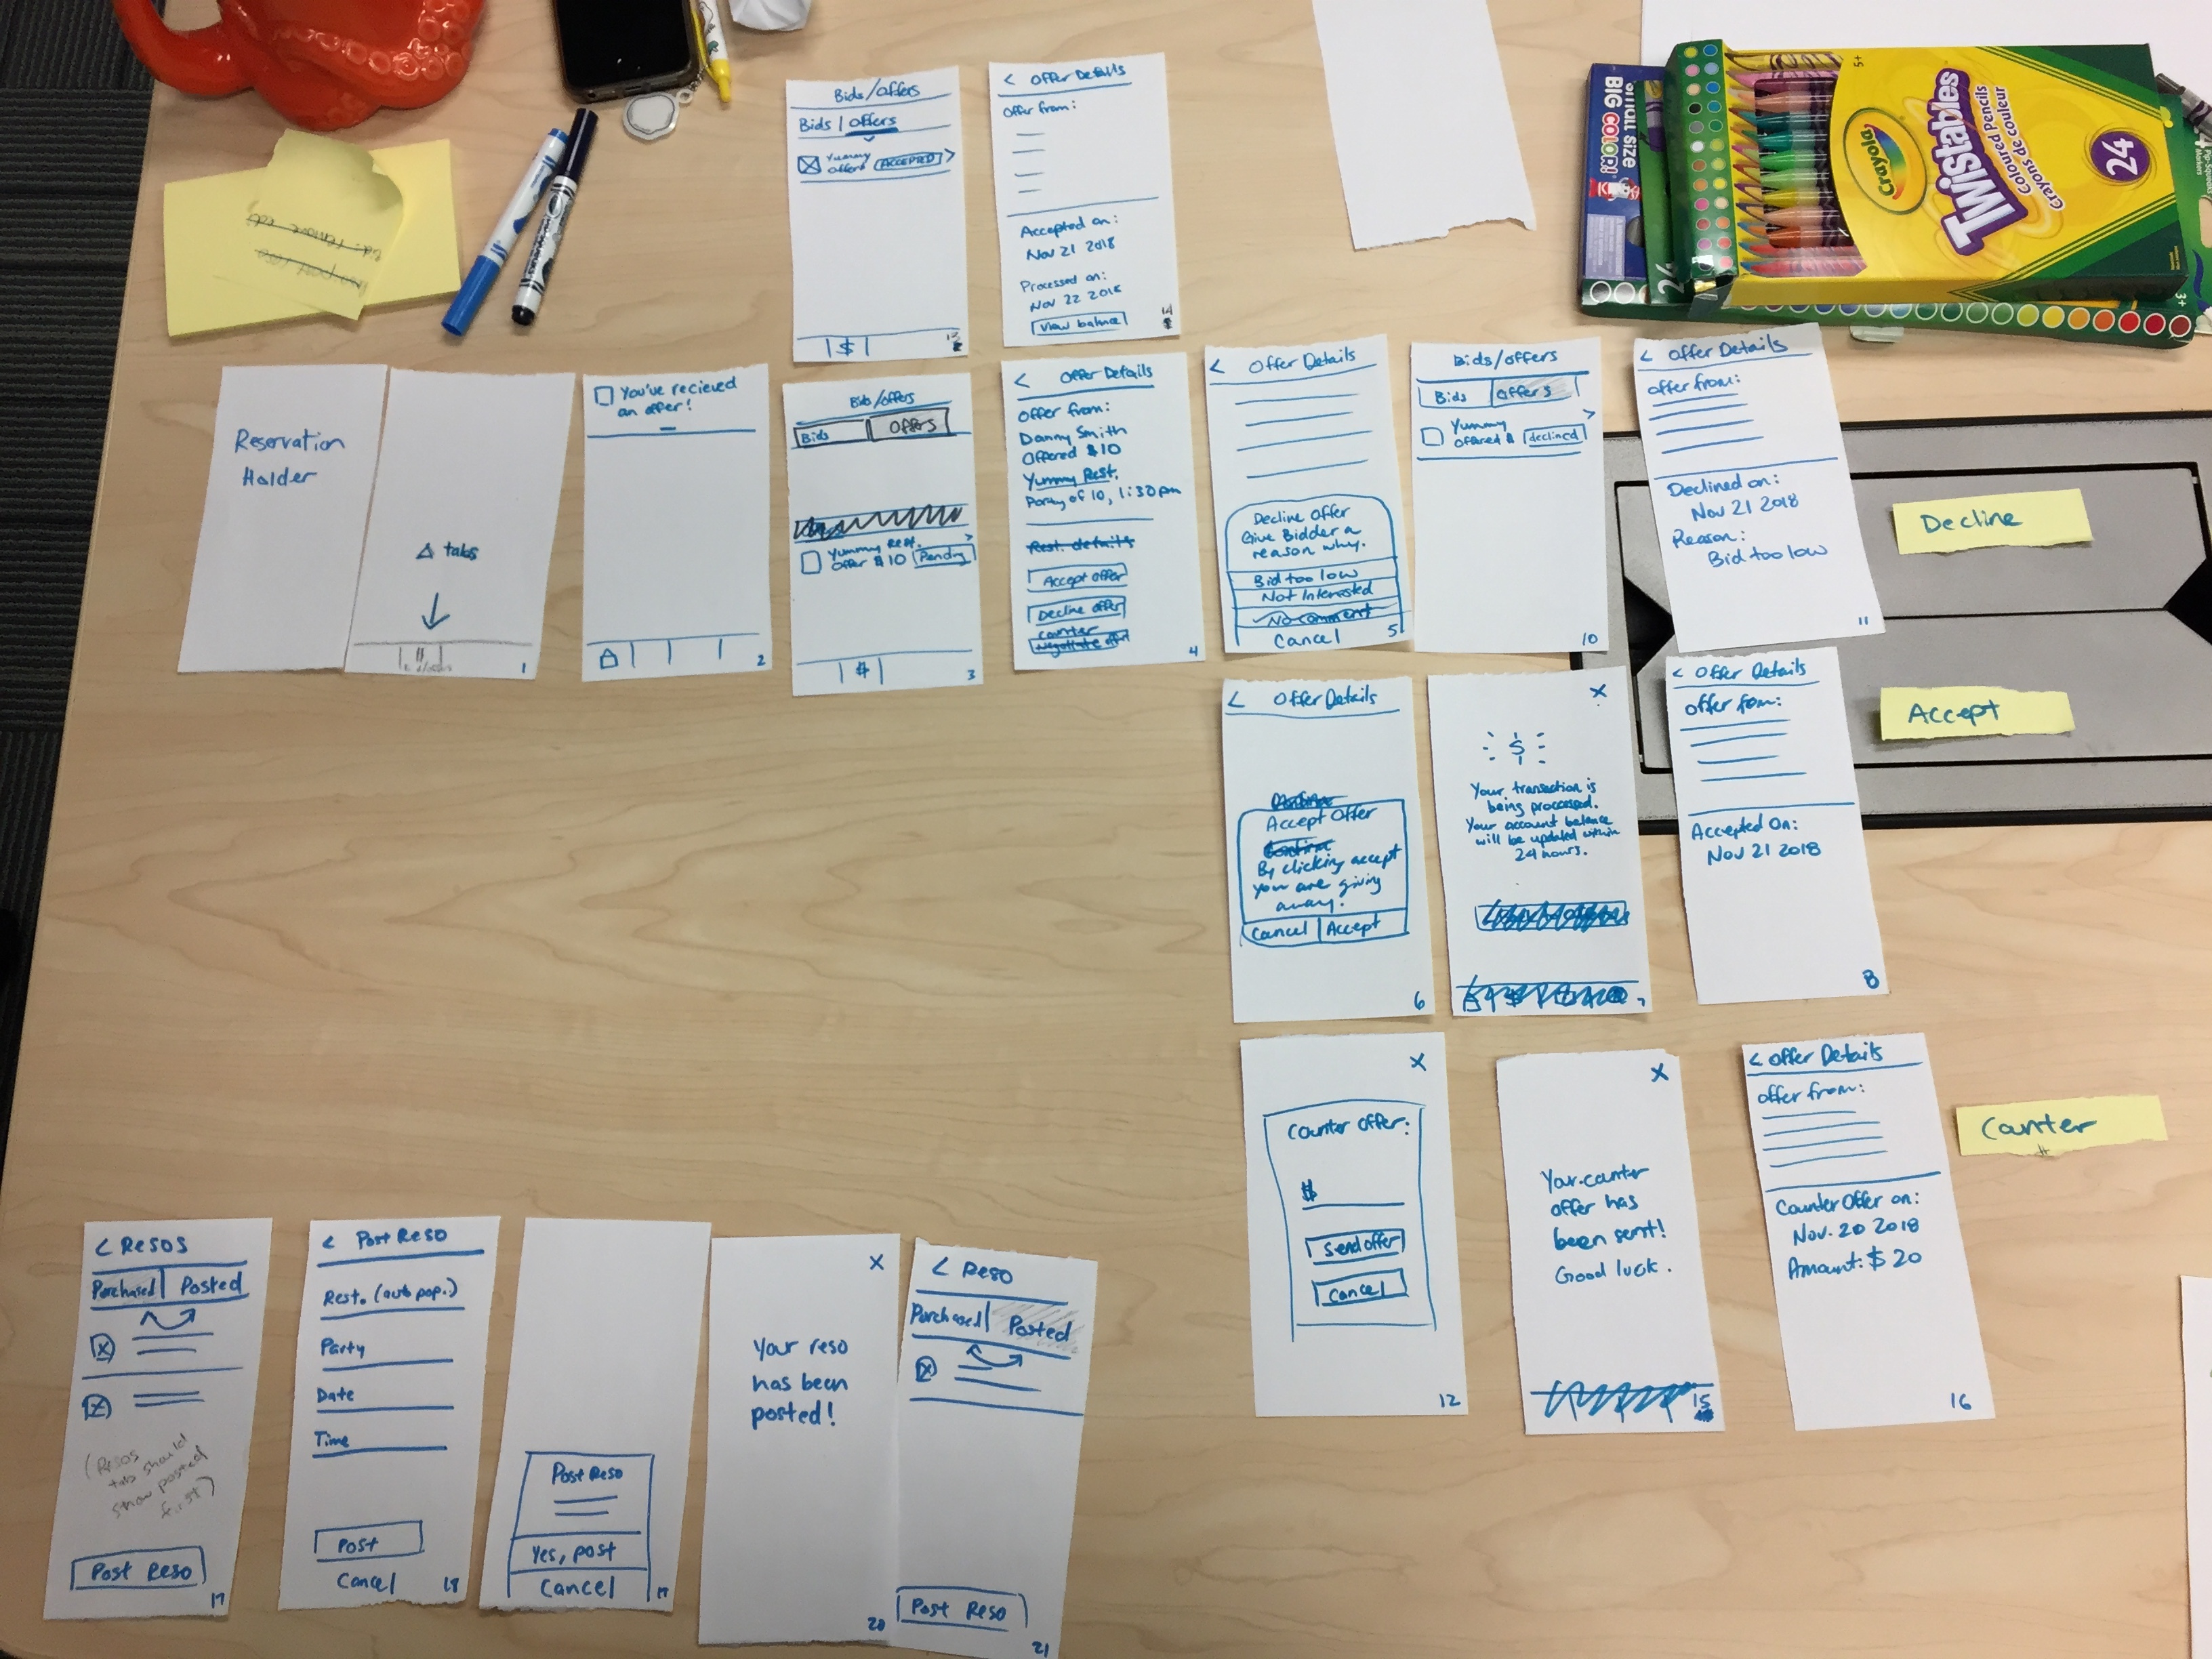 Bids/Offers
Bids | Offers
Yummy
offer
ACCEPTED >
$
< Offer Details
Offer from:
Accepted on:
Nov 21 2018
Processed on:
Nov 22 2018
View balance
14
SMALL SIZE
BIG COLOR!
24
Crayola
Twistables
Coloured Pencils
Crayons de couleur
24
5+
3+
Reservation
Holder
Δ tabs
1
You've recieved
an offer!
2
Bids/offers
Bids
Offers
Yummy Rest. >
Offer $10 Pending
$
3
< Offer Details
Offer from:
Danny Smith
Offered $10
Yummy Rest.
Party of 10, 1:30pm
Rest. details
Accept offer
Decline offer
counter
Negotiate offer
4
< Offer Details
Decline Offer
Give Bidder a
reason why.
Bid too low
Not Interested
No comment
Cancel
5
Bids/offers
Bids
Offers
>
Yummy
Offered $ declined
10
< Offer Details
offer from:
Declined on:
Nov 21 2018
Reason:
Bid too low
11
Decline
< Offer Details
Accept Offer
Confirm
By clicking accept
you are giving
away.
Cancel | Accept
6
X
$
Your transaction is
being proccesed.
Your account balance
will be updated within
24 hours.
7
< Offer Details
Offer from:
Accepted On:
Nov 21 2018
8
Accept
X
Counter Offer:
$
Send offer
Cancel
12
X
Your counter
offer has
been sent!
Good luck.
15
< Offer Details
offer from:
Counter Offer on:
Nov. 20 2018
Amount: $20
16
Counter
< Resos
Purchased | Posted
(Resos
tab should
show posted
first)
Post Reso
17
< Post Reso
Rest. (auto pop.)
Party
Date
Time
Post
Cancel
18
Post Reso
Yes, post
Cancel
19
X
Your reso
has been
posted!
20
< Reso
Purchased | Posted
Post Reso
21